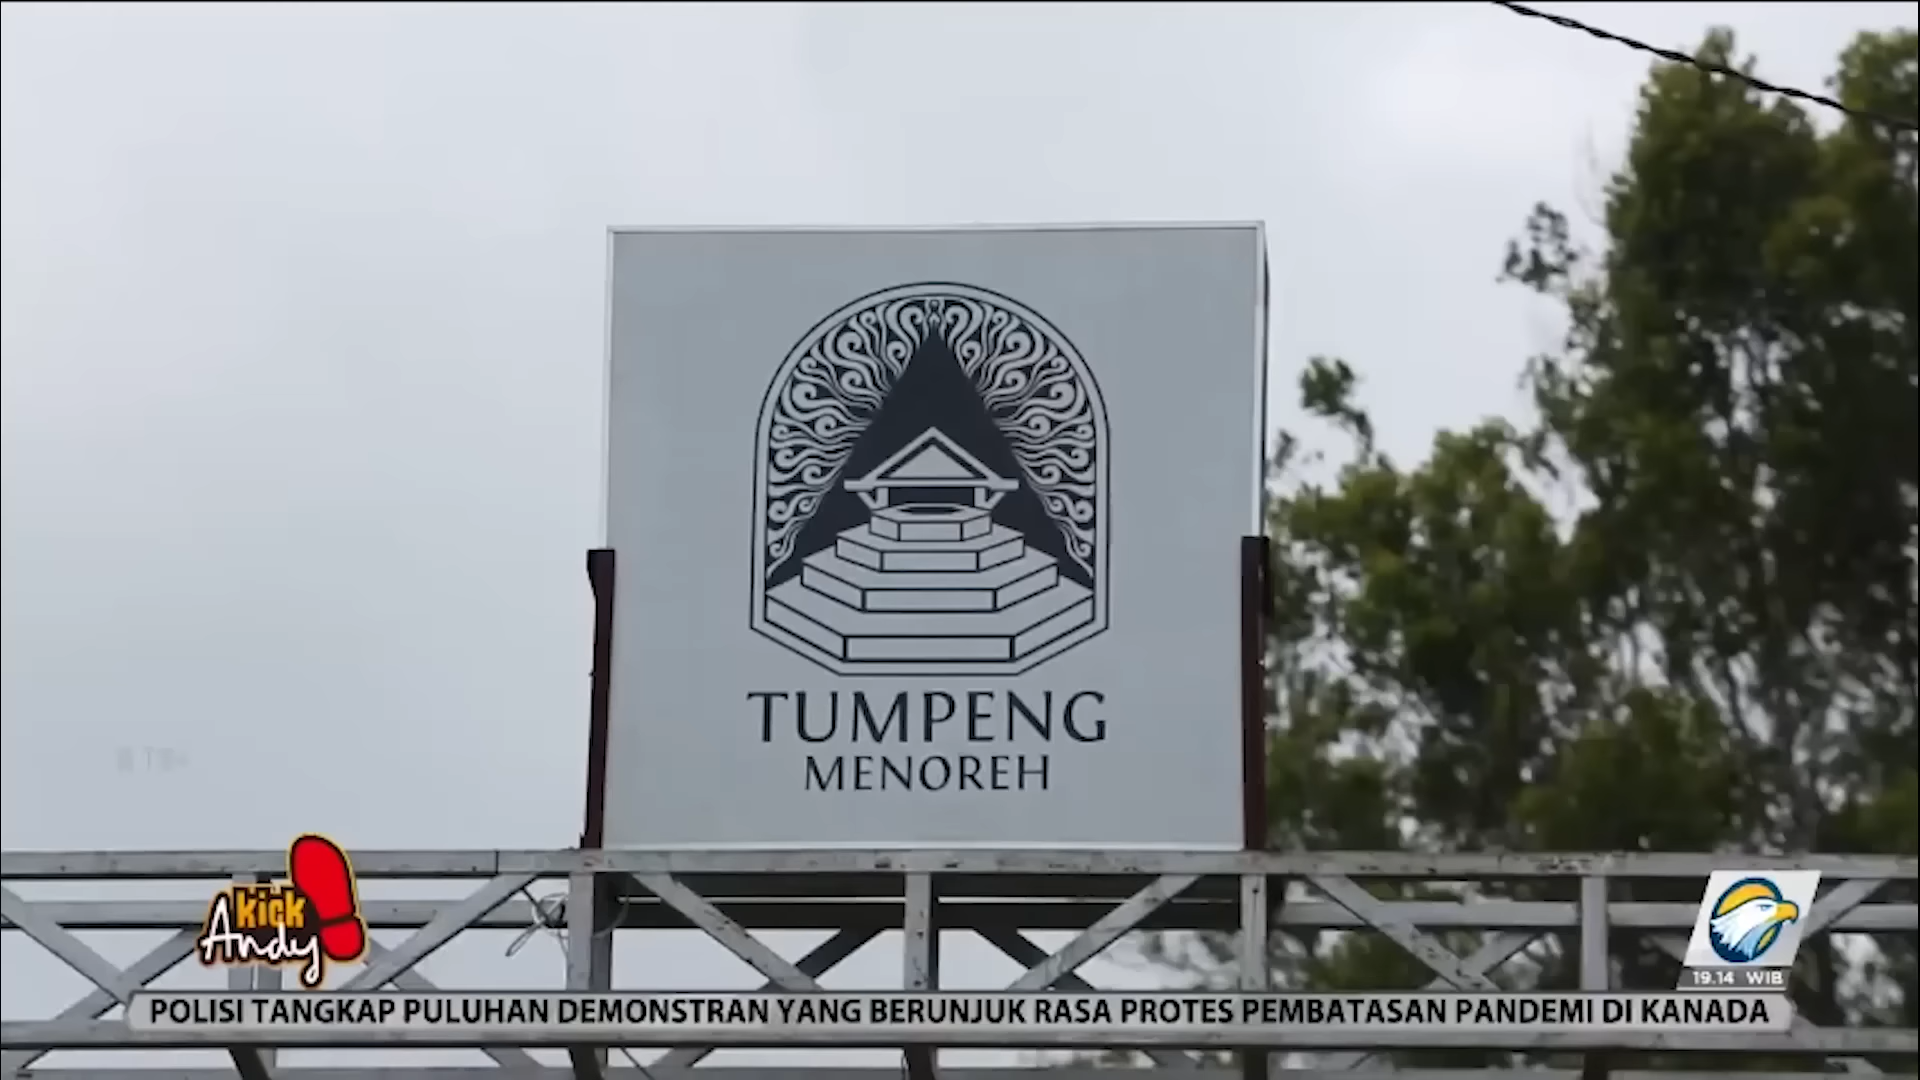 TUMPENG
MENOREH
kick
Andy
19.14 WIB
POLISI TANGKAP PULUHAN DEMONSTRAN YANG BERUNJUK RASA PROTES PEMBATASAN PANDEMI DI KANADA